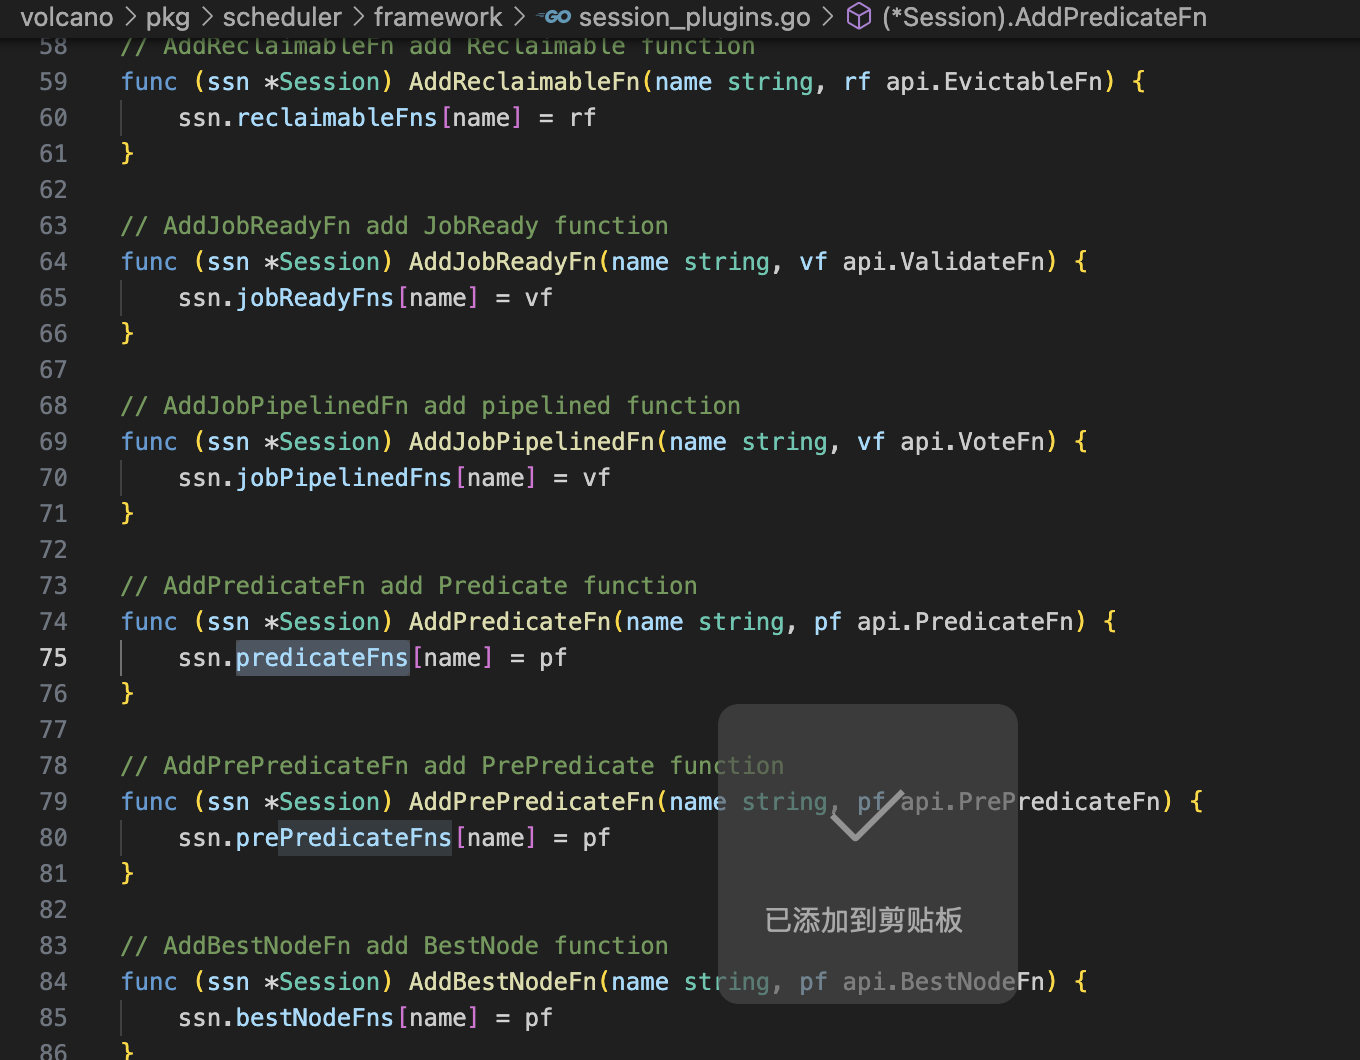 volcano > pkg > scheduler > framework > GO session_plugins.go > (*Session).AddPredicateFn
58 // AddReclaimableFn add Reclaimable function
59 func (ssn *Session) AddReclaimableFn(name string, rf api.EvictableFn) {
60 ssn.reclaimableFns[name] = rf
61 }
62
63 // AddJobReadyFn add JobReady function
64 func (ssn *Session) AddJobReadyFn(name string, vf api.ValidateFn) {
65 ssn.jobReadyFns[name] = vf
66 }
67
68 // AddJobPipelinedFn add pipelined function
69 func (ssn *Session) AddJobPipelinedFn(name string, vf api.VoteFn) {
70 ssn.jobPipelinedFns[name] = vf
71 }
72
73 // AddPredicateFn add Predicate function
74 func (ssn *Session) AddPredicateFn(name string, pf api.PredicateFn) {
75 ssn.predicateFns[name] = pf
76 }
77
78 // AddPrePredicateFn add PrePredicate function
79 func (ssn *Session) AddPrePredicateFn(name string, pf api.PrePredicateFn) {
80 ssn.prePredicateFns[name] = pf
81 }
82
已添加到剪贴板
83 // AddBestNodeFn add BestNode function
84 func (ssn *Session) AddBestNodeFn(name string, pf api.BestNodeFn) {
85 ssn.bestNodeFns[name] = pf
86 }